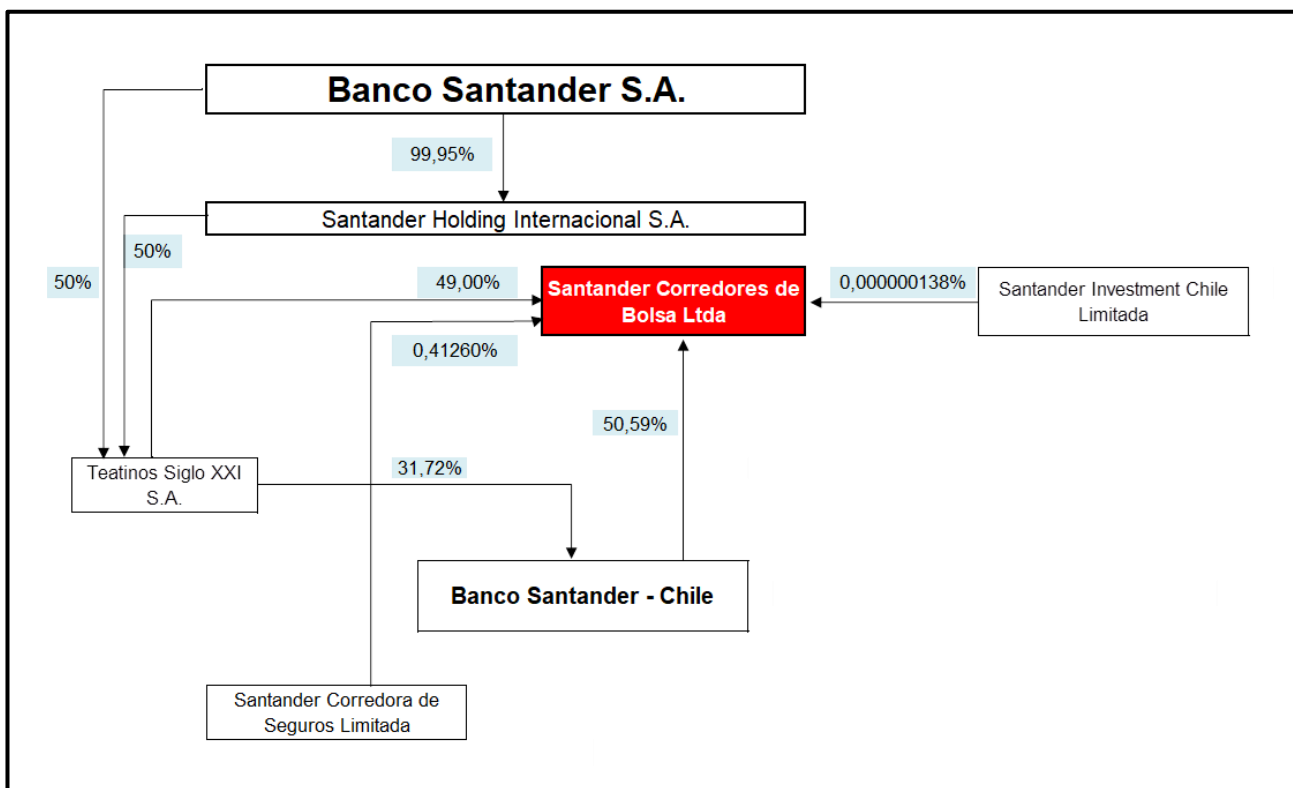 Banco Santander S.A.
99,95%
Santander Holding Internacional S.A.
50%
50%
49,00%
Santander Corredores de
Bolsa Ltda
0,000000138%
Santander Investment Chile
Limitada
0,41260%
50,59%
Teatinos Siglo XXI
S.A.
31,72%
Banco Santander - Chile
Santander Corredora de
Seguros Limitada